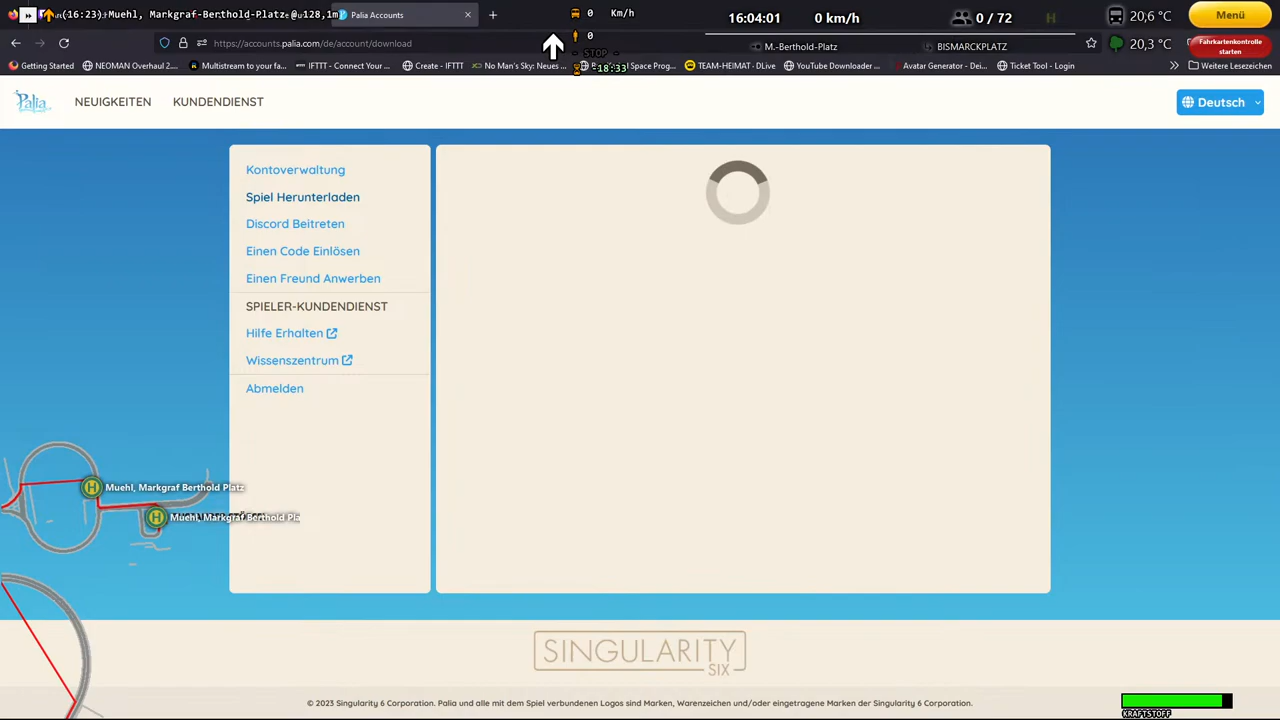 (16:23) Muehl, Markgraf-Berthold-Platz @ 128,1m
Palia Accounts
0 Km/h
0
- STOP -
-18:33
16:04:01
0 km/h
0 / 72
H
20,6 °C
Menü
https://accounts.palia.com/de/account/download
M.-Berthold-Platz
BISMARCKPLATZ
20,3 °C
Fahrkartenkontrolle
starten
Getting Started
NEOMAN Overhaul 2....
Multistream to your fa...
IFTTT - Connect Your ...
Create - IFTTT
No Man's Sky: Neues ...
Space Prog...
TEAM-HEIMAT - DLive
YouTube Downloader ...
Avatar Generator - Dei...
Ticket Tool - Login
Weitere Lesezeichen
Palia
NEUIGKEITEN
KUNDENDIENST
Deutsch
Kontoverwaltung
Spiel Herunterladen
Discord Beitreten
Einen Code Einlösen
Einen Freund Anwerben
SPIELER-KUNDENDIENST
Hilfe Erhalten
Wissenszentrum
Abmelden
H Muehl, Markgraf Berthold Platz
H Muehl, Markgraf Berthold Pla
SINGULARITY
SIX
© 2023 Singularity 6 Corporation. Palia und alle mit dem Spiel verbundenen Logos sind Marken, Warenzeichen und/oder eingetragene Marken der Singularity 6 Corporation.
KRAFTSTOFF